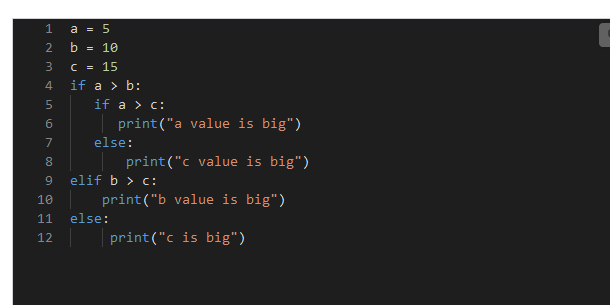 1 a = 5
2 b = 10
3 c = 15
4 if a > b:
5 if a > c:
6 print("a value is big")
7 else:
8 print("c value is big")
9 elif b > c:
10 print("b value is big")
11 else:
12 print("c is big")